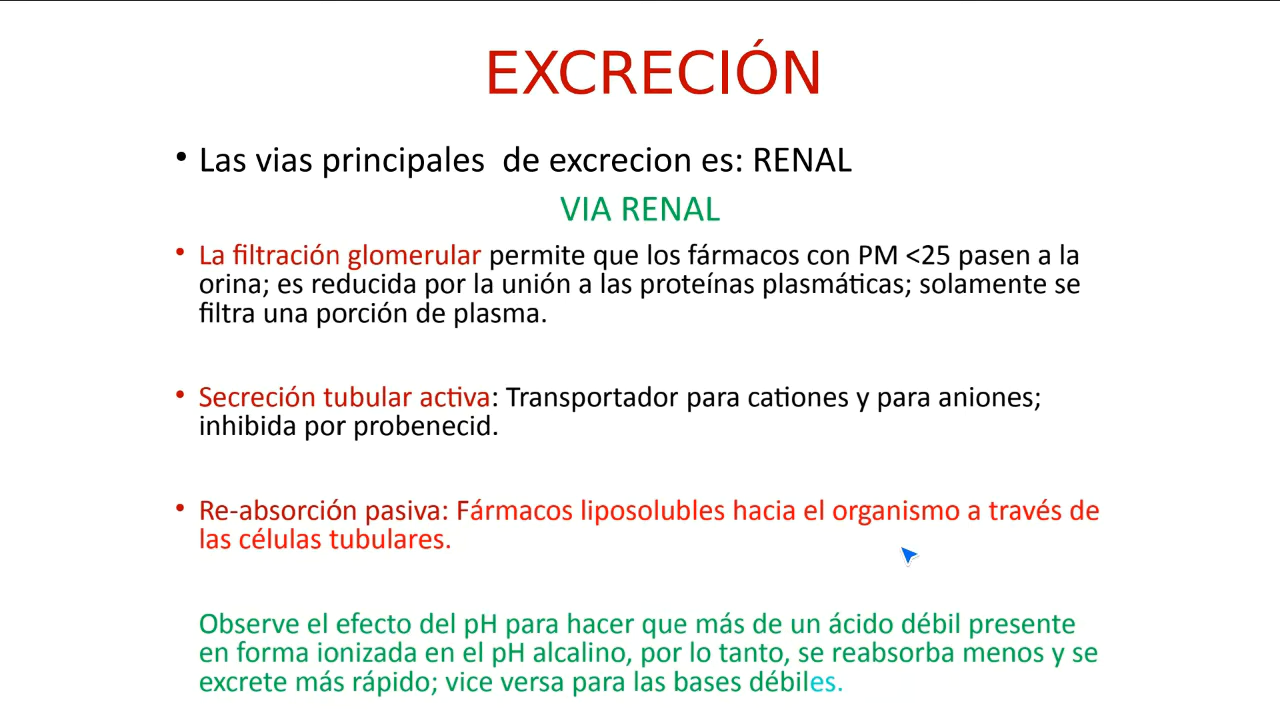 EXCRECIÓN
• Las vias principales  de excrecion es: RENAL
VIA RENAL
• La filtración glomerular permite que los fármacos con PM <25 pasen a la
orina; es reducida por la unión a las proteínas plasmáticas; solamente se
filtra una porción de plasma.
• Secreción tubular activa: Transportador para cationes y para aniones;
inhibida por probenecid.
• Re-absorción pasiva: Fármacos liposolubles hacia el organismo a través de
las células tubulares.
Observe el efecto del pH para hacer que más de un ácido débil presente
en forma ionizada en el pH alcalino, por lo tanto, se reabsorba menos y se
excrete más rápido; vice versa para las bases débiles.